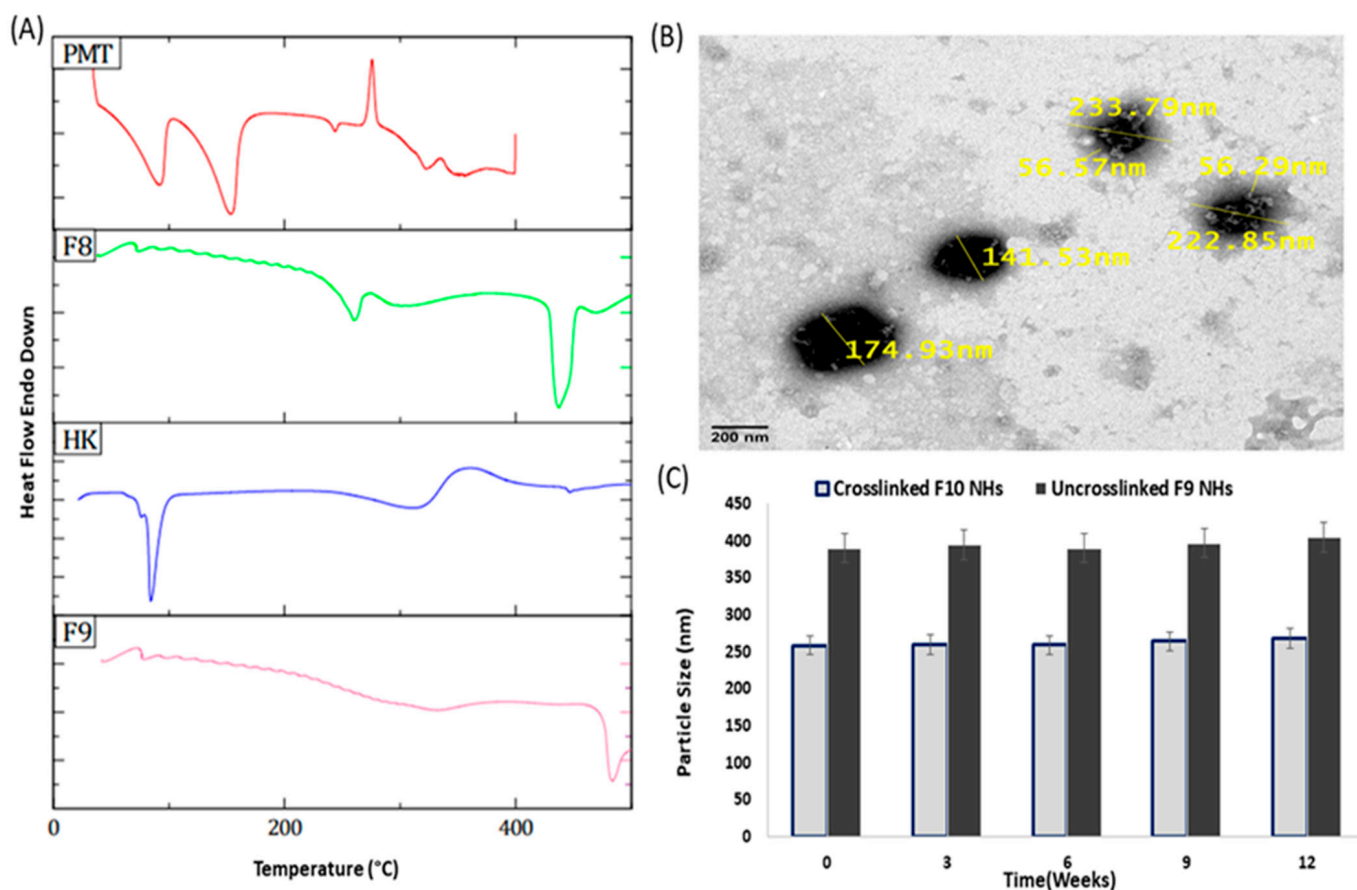 (A)
PMT
F8
HK
F9
Heat Flow Endo Down
0
200
400
Temperature (°C)
(B)
233.79nm
56.57nm
56.29nm
222.85nm
141.53nm
174.93nm
200 nm
(C)
Crosslinked F10 NHs
Uncrosslinked F9 NHs
450
400
350
300
250
200
150
100
50
0
Particle Size (nm)
0 3 6 9 12
Time(Weeks)